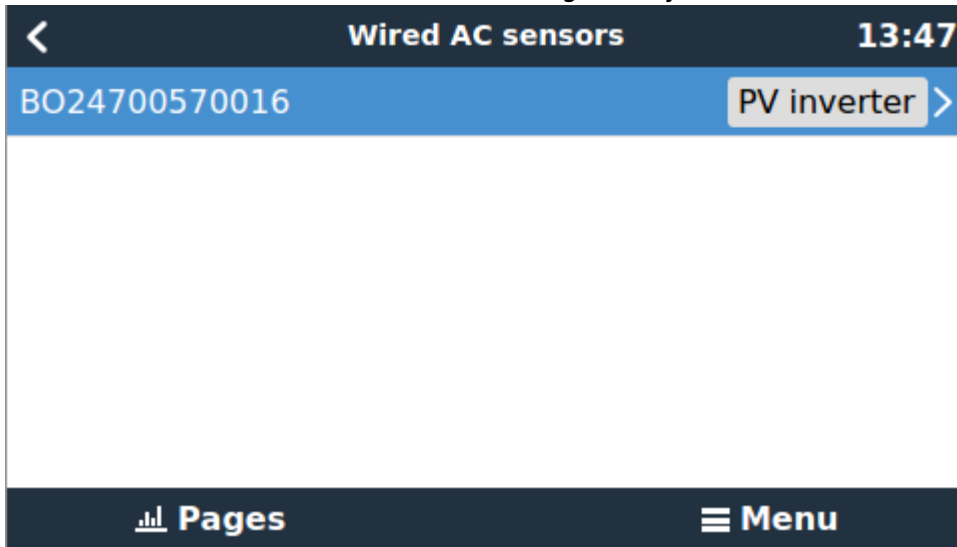 Wired AC sensors 13:47
BO24700570016 PV inverter
Pages Menu